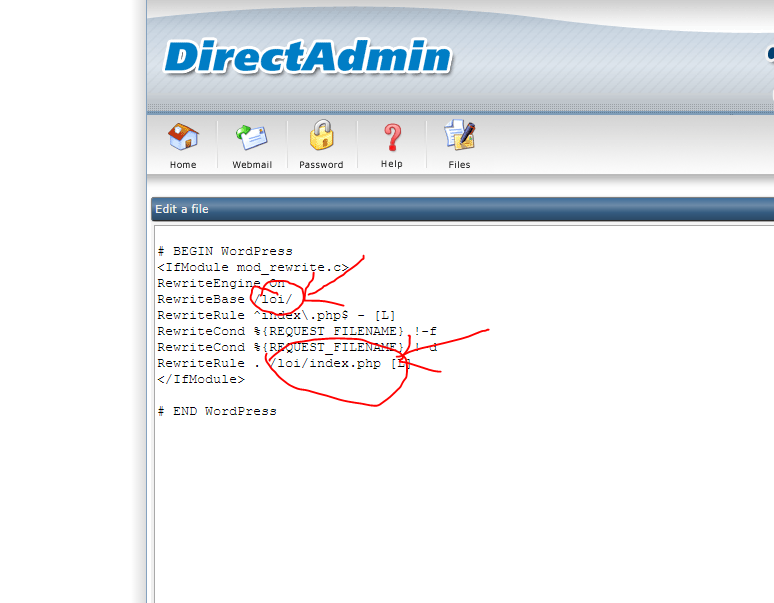 DirectAdmin
Home Webmail Password Help Files
Edit a file
# BEGIN WordPress
<IfModule mod_rewrite.c>
RewriteEngine On
RewriteBase /loi/
RewriteRule ^index\.php$ - [L]
RewriteCond %{REQUEST_FILENAME} !-f
RewriteCond %{REQUEST_FILENAME} !-d
RewriteRule . /loi/index.php [L]
</IfModule>
# END WordPress